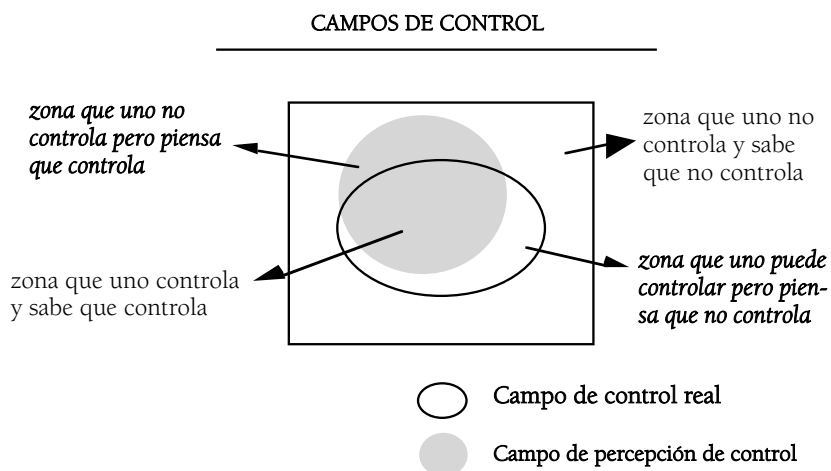 CAMPOS DE CONTROL
zona que uno no
controla pero piensa
que controla
zona que uno no
controla y sabe
que no controla
zona que uno controla
y sabe que controla
zona que uno puede
controlar pero pien-
sa que no controla
Campo de control real
Campo de percepción de control